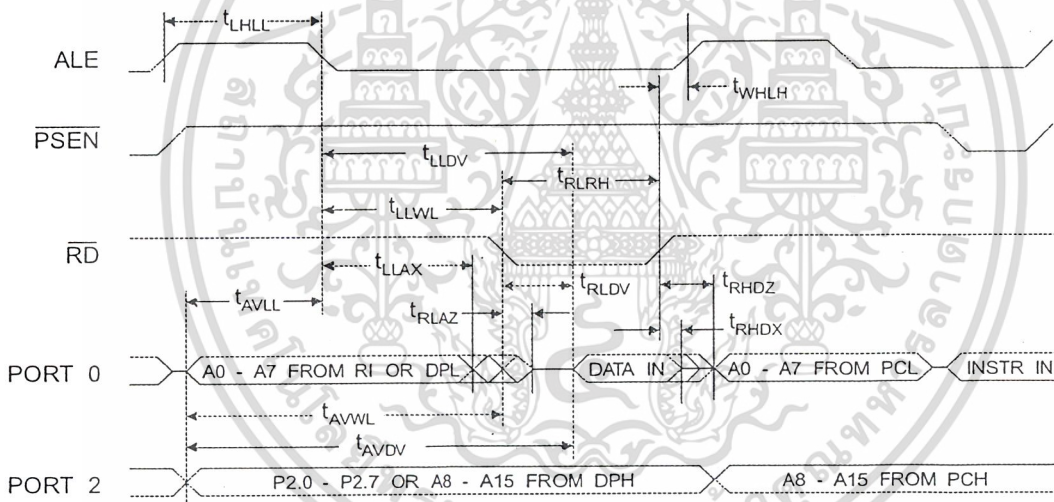 tLHLL
ALE
tWHLH
PSEN
tLLDV
tRLRH
tLLWL
RD
tLLAX
tRLDV
tRHDZ
tAVLL
tRLAZ
tRHDX
PORT 0
A0 - A7 FROM RI OR DPL
DATA IN
A0 - A7 FROM PCL
INSTR IN
tAVWL
tAVDV
PORT 2
P2.0 - P2.7 OR A8 - A15 FROM DPH
A8 - A15 FROM PCH